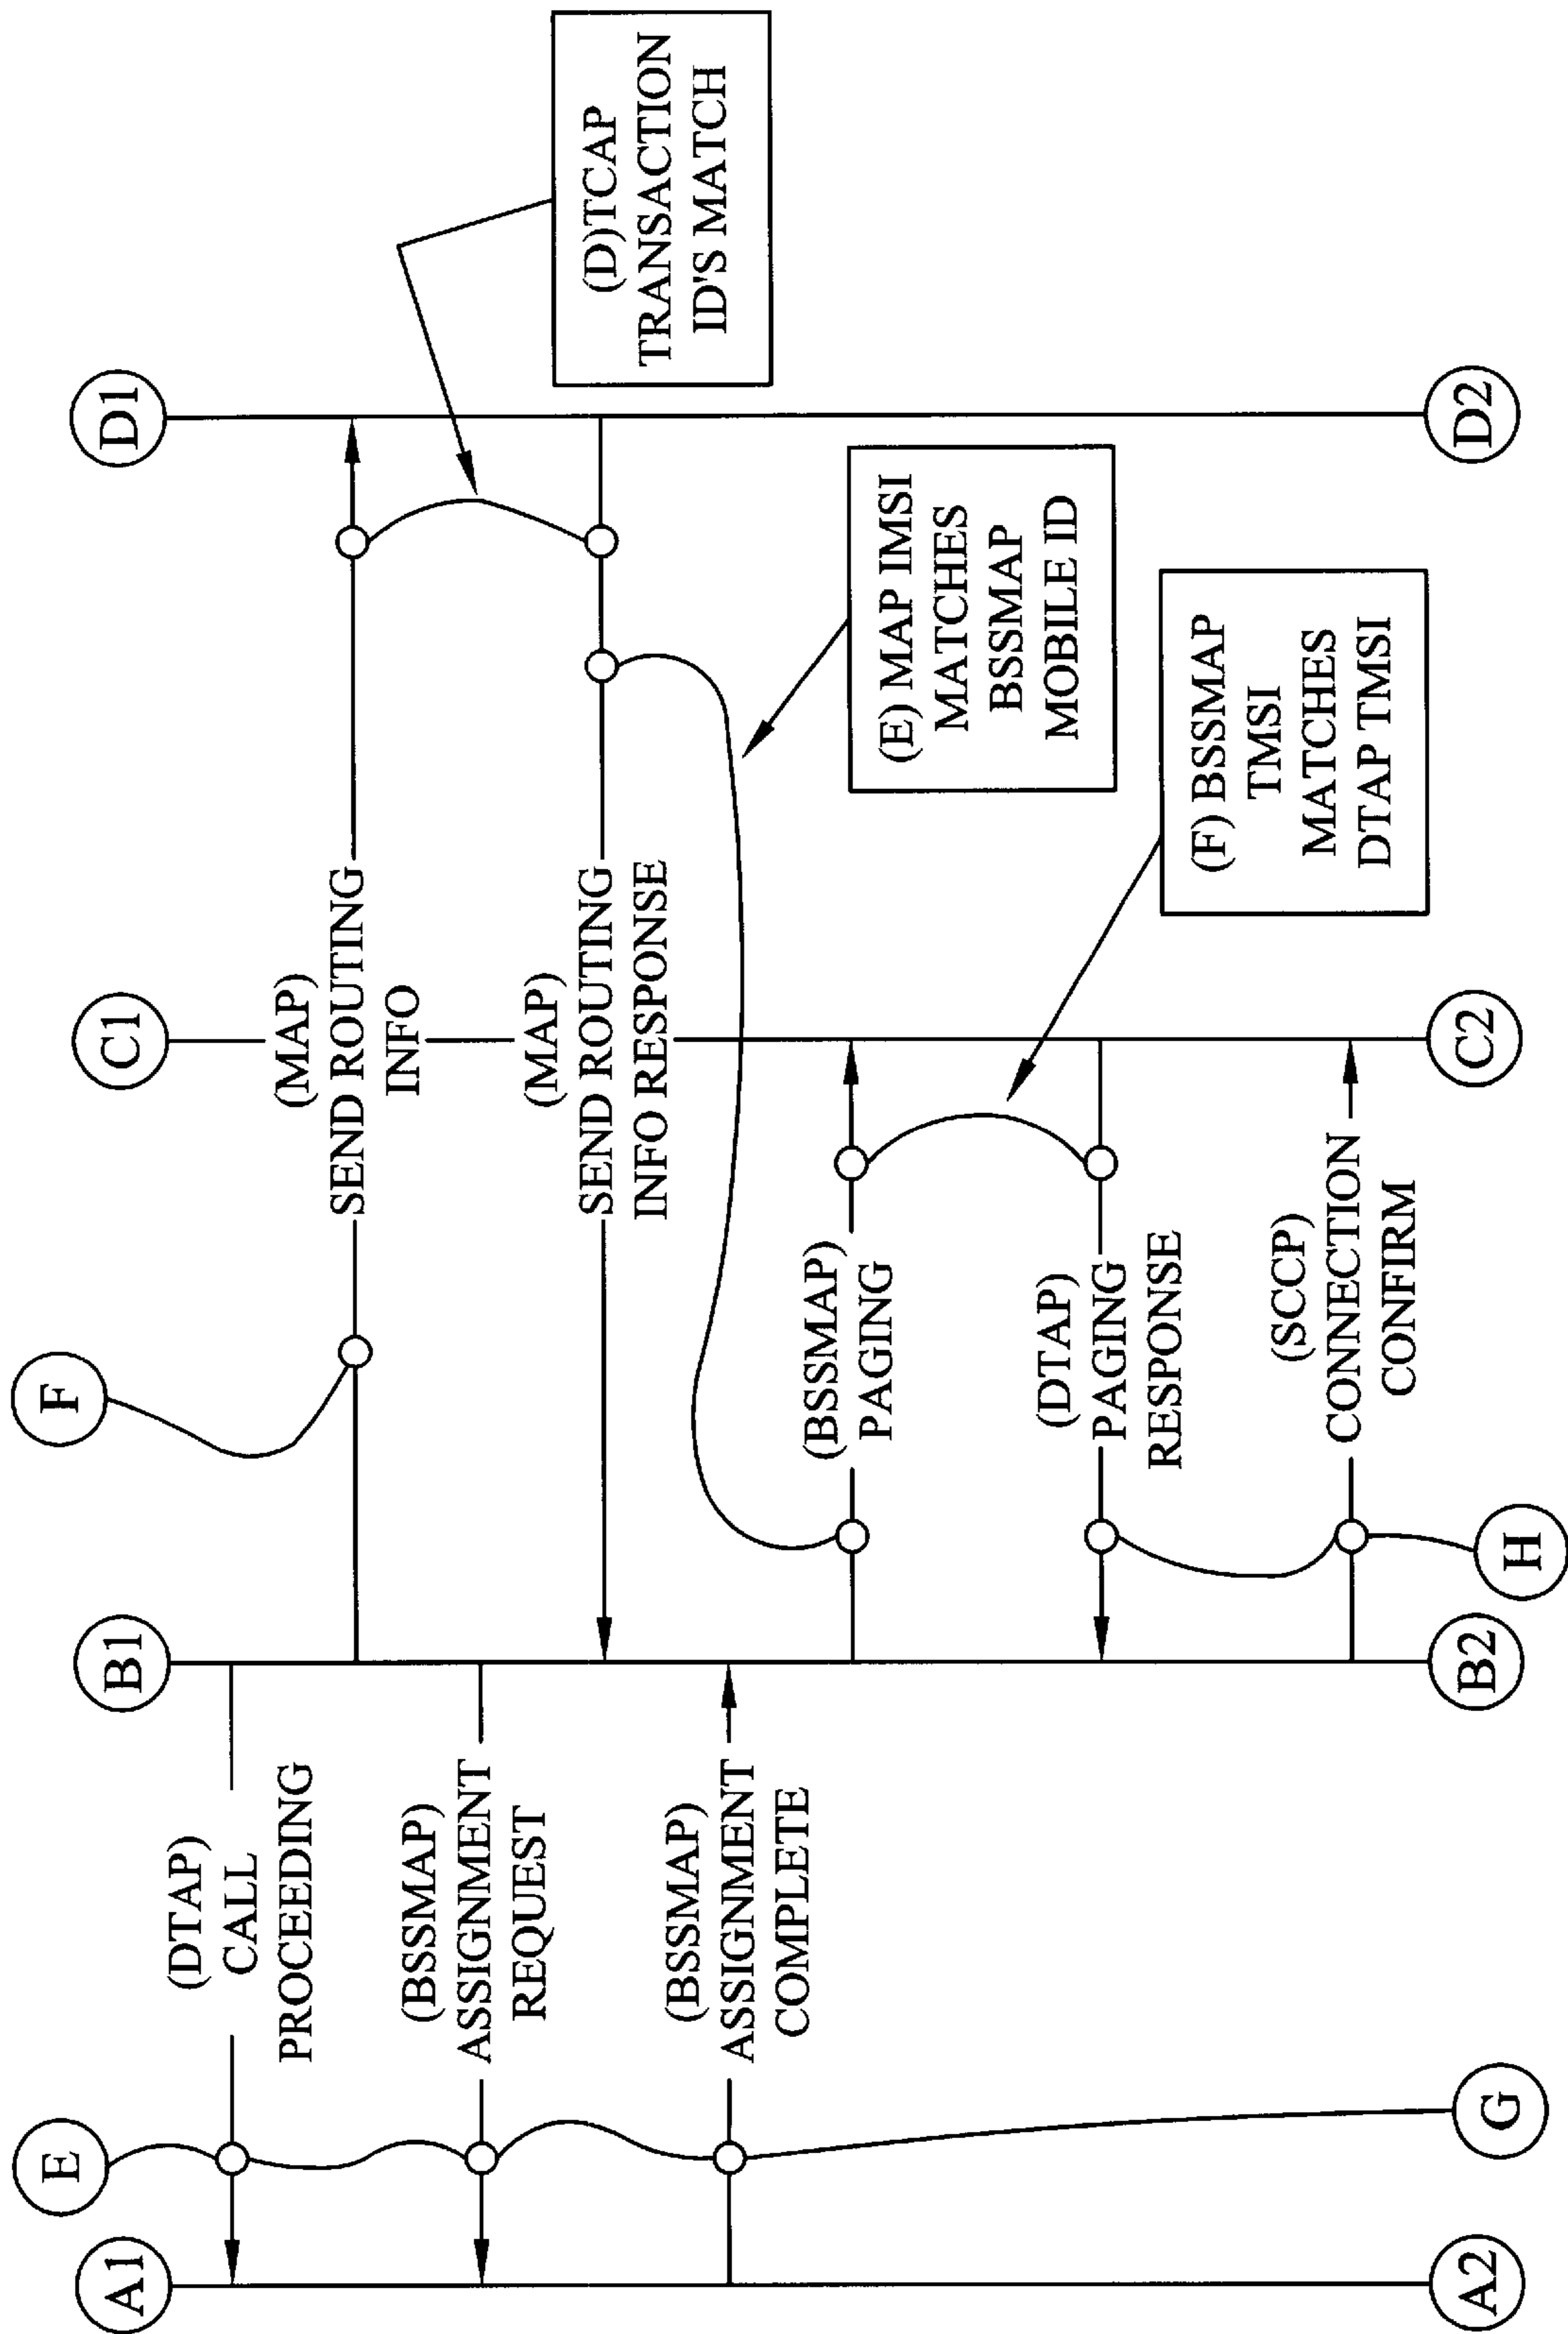 E
F
A1
B1
C1
D1
(DTAP)
CALL
PROCEEDING
(MAP)
SEND ROUTING
INFO
(BSSMAP)
ASSIGNMENT
REQUEST
(MAP)
SEND ROUTING
INFO RESPONSE
(D)TCAP
TRANSACTION
ID'S MATCH
(BSSMAP)
ASSIGNMENT
COMPLETE
(BSSMAP)
PAGING
(E) MAP IMSI
MATCHES
BSSMAP
MOBILE ID
(DTAP)
PAGING
RESPONSE
(F) BSSMAP
TMSI
MATCHES
DTAP TMSI
(SCCP)
CONNECTION
CONFIRM
A2
G
B2
H
C2
D2